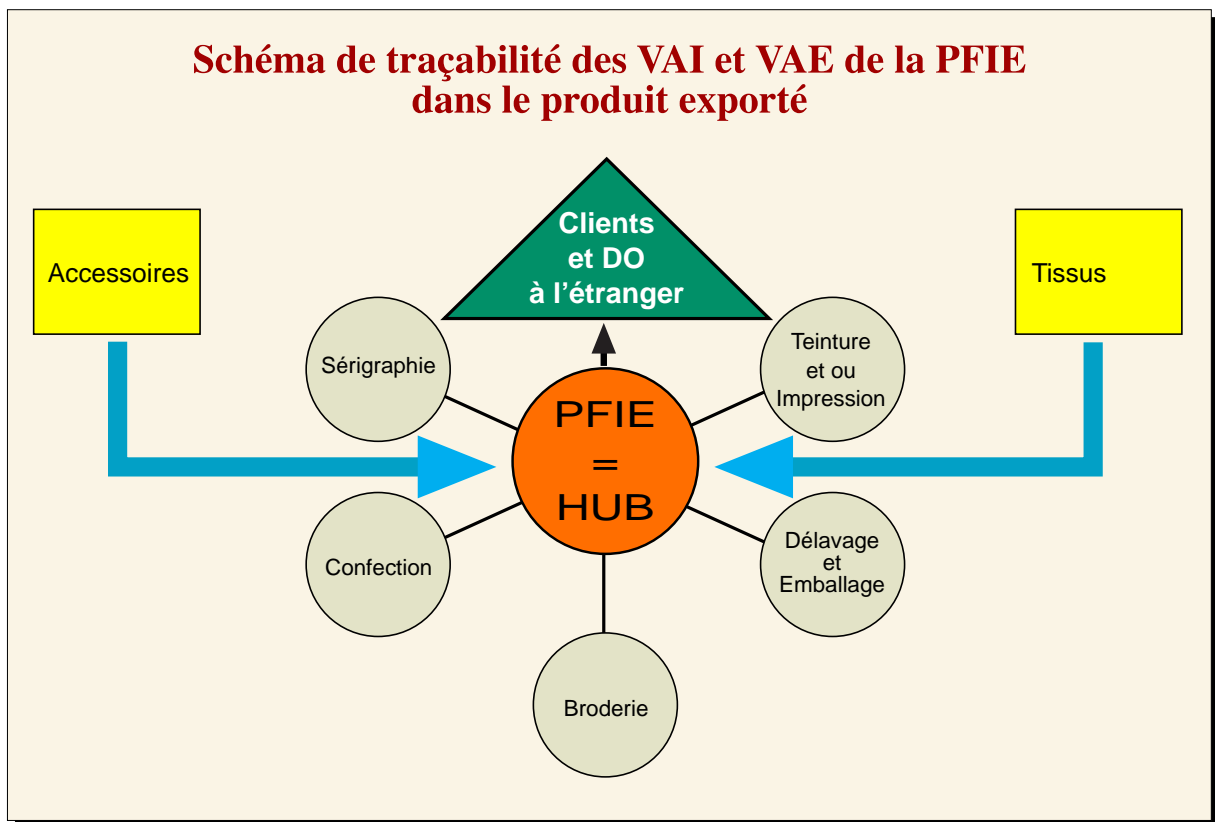 Schéma de traçabilité des VAI et VAE de la PFIE
dans le produit exporté
Clients
et DO
à l’étranger
Accessoires
Tissus
Sérigraphie
Teinture
et ou
Impression
PFIE
=
HUB
Confection
Délavage
et
Emballage
Broderie